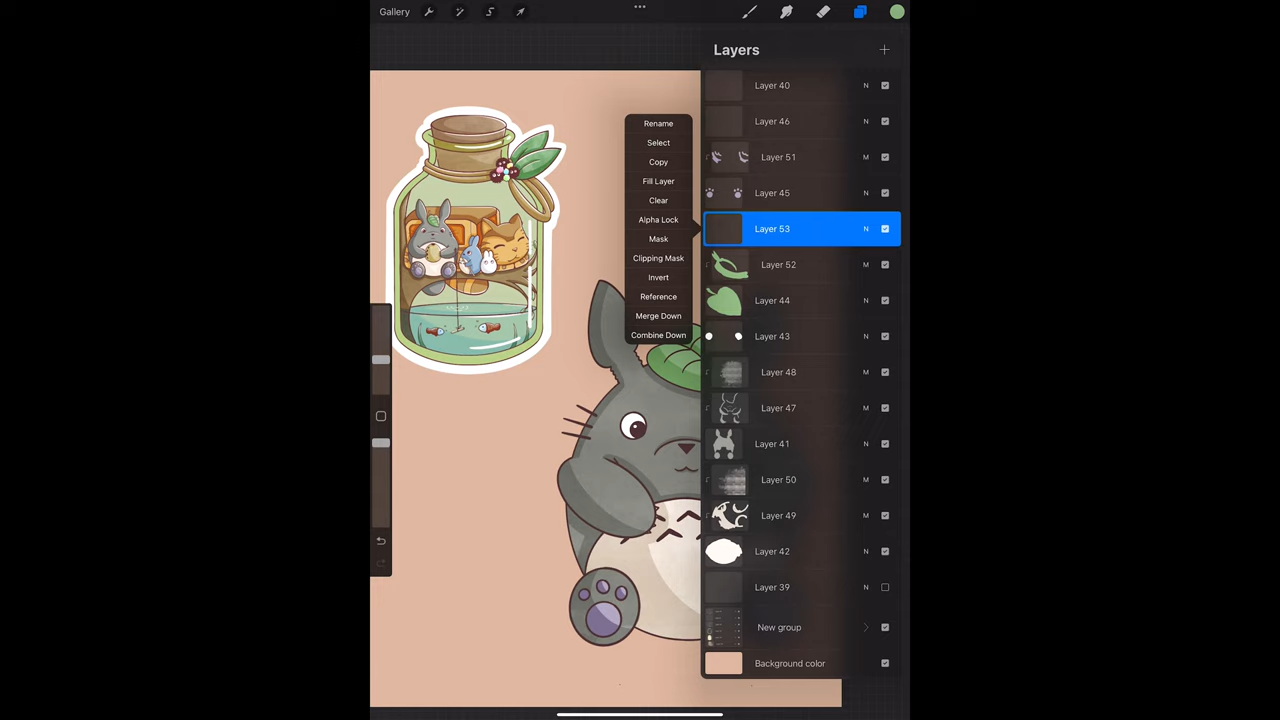 Gallery
Layers
Layer 40 N
Layer 46 N
Layer 51 M
Layer 45 N
Layer 53 N
Layer 52 M
Layer 44 N
Layer 43 N
Layer 48 M
Layer 47 M
Layer 41 N
Layer 50 M
Layer 49 M
Layer 42 N
Layer 39 N
New group
Background color
Rename
Select
Copy
Fill Layer
Clear
Alpha Lock
Mask
Clipping Mask
Invert
Reference
Merge Down
Combine Down